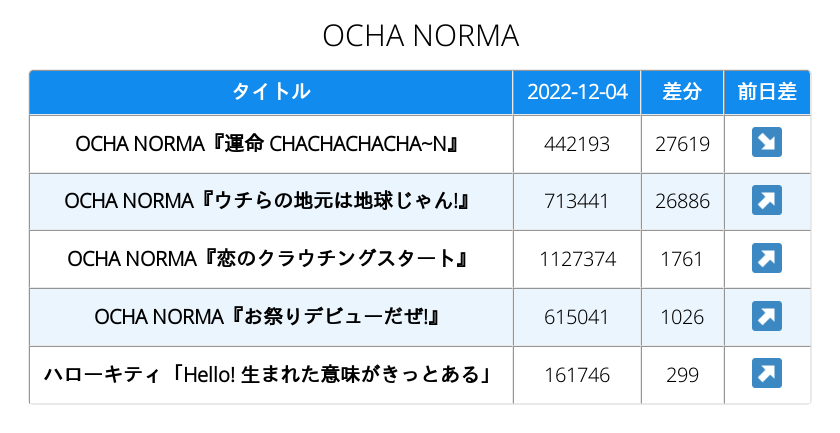 OCHA NORMA
タイトル 2022-12-04 差分 前日差
OCHA NORMA『運命 CHACHACHACHA~N』 442193 27619 ↘
OCHA NORMA『ウチらの地元は地球じゃん!』 713441 26886 ↗
OCHA NORMA『恋のクラウチングスタート』 1127374 1761 ↗
OCHA NORMA『お祭りデビューだぜ!』 615041 1026 ↗
ハローキティ「Hello! 生まれた意味がきっとある」 161746 299 ↗